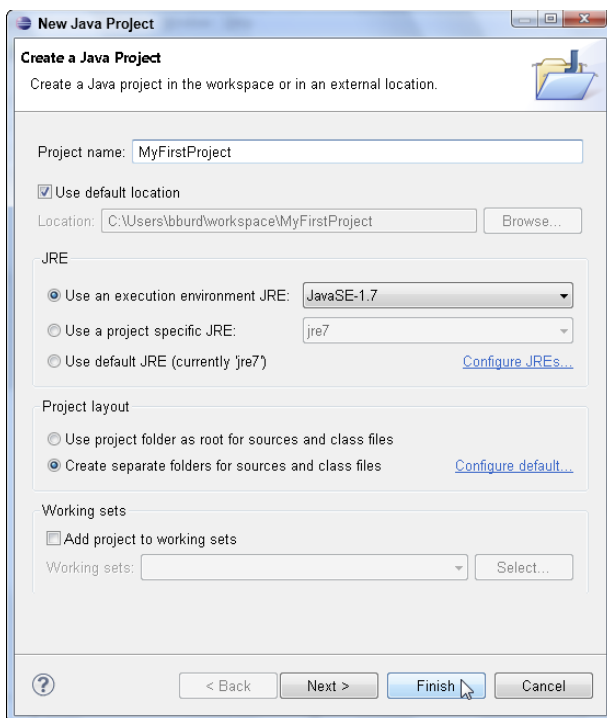 New Java Project
Create a Java Project
Create a Java project in the workspace or in an external location.
Project name: MyFirstProject
Use default location
Location: C:\Users\bburd\workspace\MyFirstProject Browse...
JRE
Use an execution environment JRE: JavaSE-1.7
Use a project specific JRE: jre7
Use default JRE (currently 'jre7') Configure JREs...
Project layout
Use project folder as root for sources and class files
Create separate folders for sources and class files Configure default...
Working sets
Add project to working sets
Working sets: Select...
? < Back Next > Finish Cancel